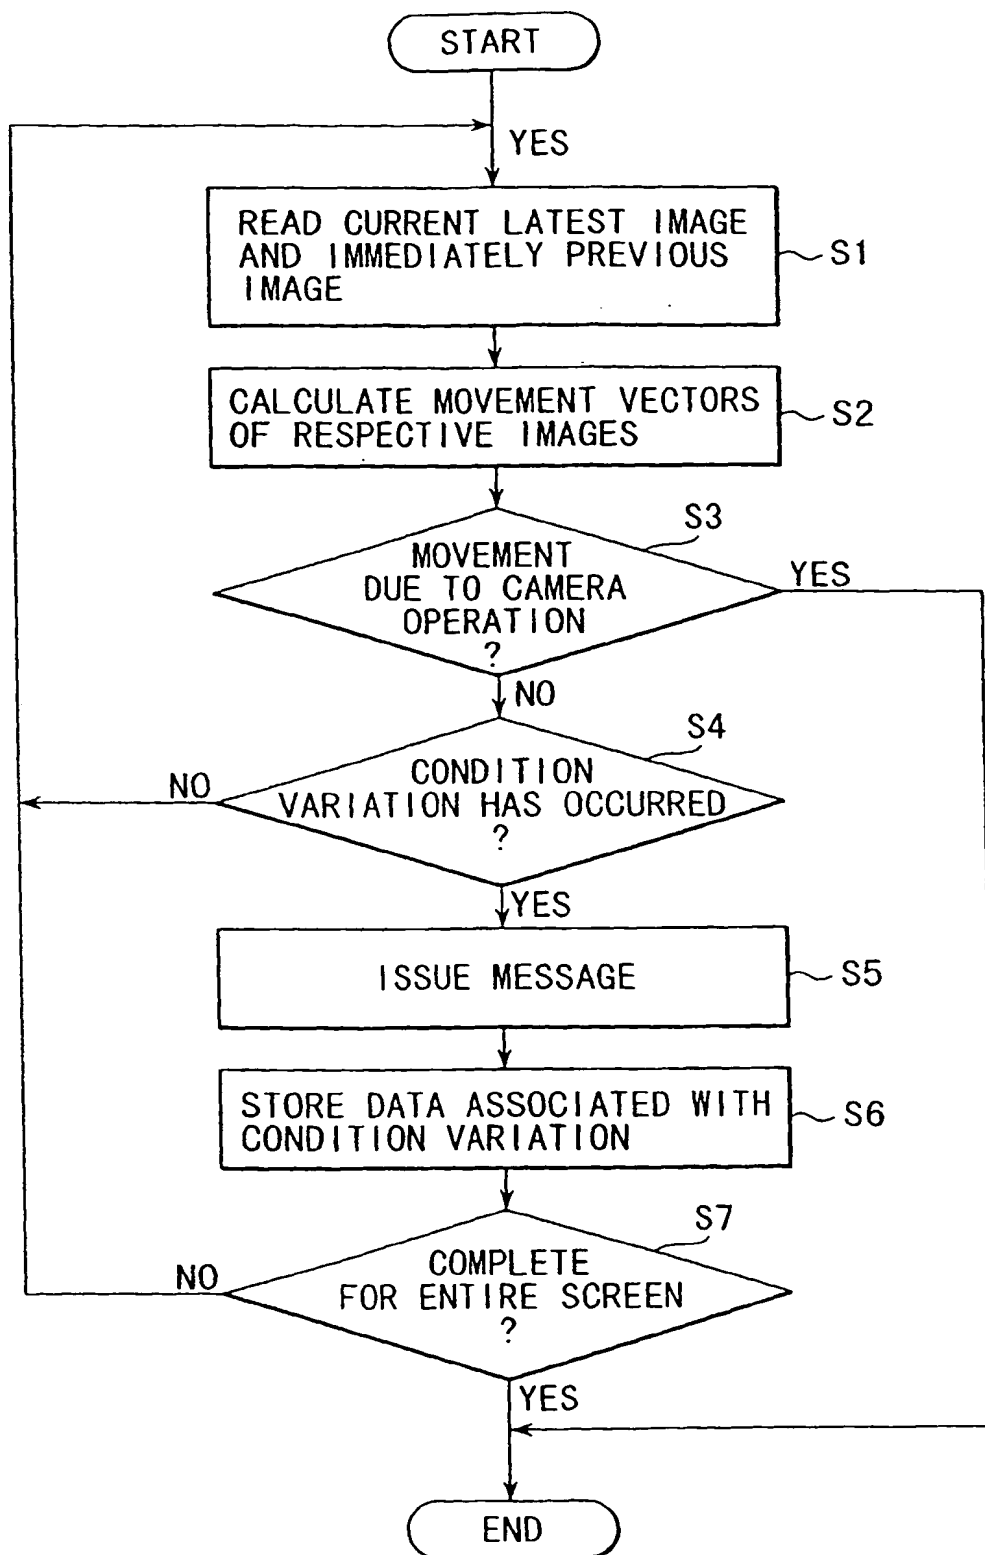 START
YES
READ CURRENT LATEST IMAGE
AND IMMEDIATELY PREVIOUS
IMAGE
S1
CALCULATE MOVEMENT VECTORS
OF RESPECTIVE IMAGES
S2
S3
MOVEMENT
DUE TO CAMERA
OPERATION
?
YES
NO
S4
CONDITION
VARIATION HAS OCCURRED
?
NO
YES
ISSUE MESSAGE
S5
STORE DATA ASSOCIATED WITH
CONDITION VARIATION
S6
S7
COMPLETE
FOR ENTIRE SCREEN
?
NO
YES
END